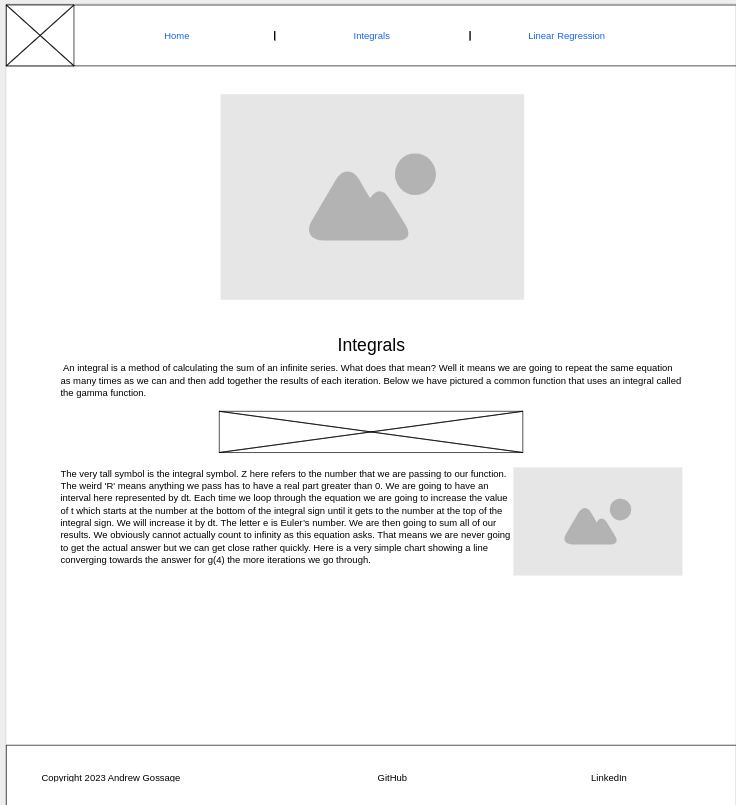 Home | Integrals | Linear Regression
Integrals
An integral is a method of calculating the sum of an infinite series. What does that mean? Well it means we are going to repeat the same equation
as many times as we can and then add together the results of each iteration. Below we have pictured a common function that uses an integral called
the gamma function.
The very tall symbol is the integral symbol. Z here refers to the number that we are passing to our function.
The weird 'R' means anything we pass has to have a real part greater than 0. We are going to have an
interval here represented by dt. Each time we loop through the equation we are going to increase the value
of t which starts at the number at the bottom of the integral sign until it gets to the number at the top of the
integral sign. We will increase it by dt. The letter e is Euler’s number. We are then going to sum all of our
results. We obviously cannot actually count to infinity as this equation asks. That means we are never going
to get the actual answer but we can get close rather quickly. Here is a very simple chart showing a line
converging towards the answer for g(4) the more iterations we go through.
Copyright 2023 Andrew Gossage GitHub LinkedIn